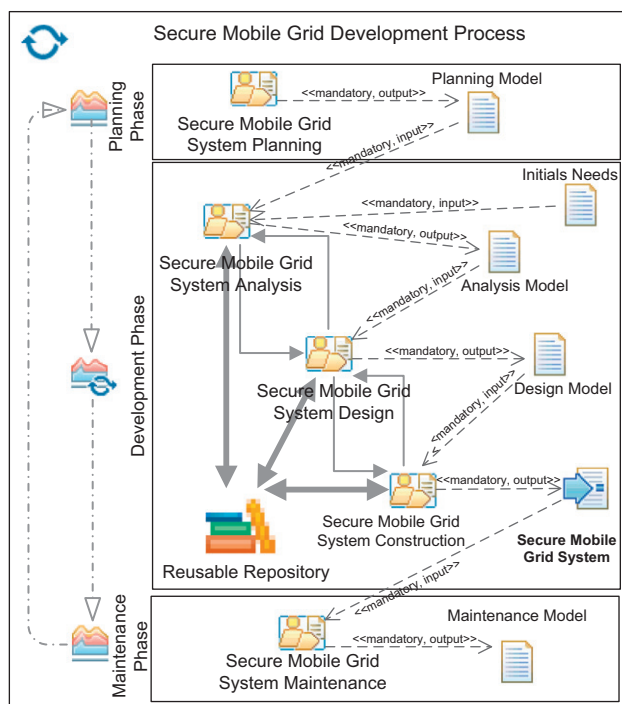 Secure Mobile Grid Development Process
Planning
Phase
Secure Mobile Grid
System Planning
<<mandatory, output>>
Planning Model
<<mandatory, input>>
Development Phase
Initials Needs
<<mandatory, input>>
<<mandatory, output>>
Secure Mobile Grid
System Analysis
Analysis Model
<<mandatory, input>>
Secure Mobile Grid
System Design
<<mandatory, output>>
Design Model
<<mandatory, input>>
Secure Mobile Grid
System Construction
<<mandatory, output>>
Secure Mobile
Grid System
Reusable Repository
<<mandatory, input>>
Maintenance
Phase
Secure Mobile Grid
System Maintenance
<<mandatory, output>>
Maintenance Model